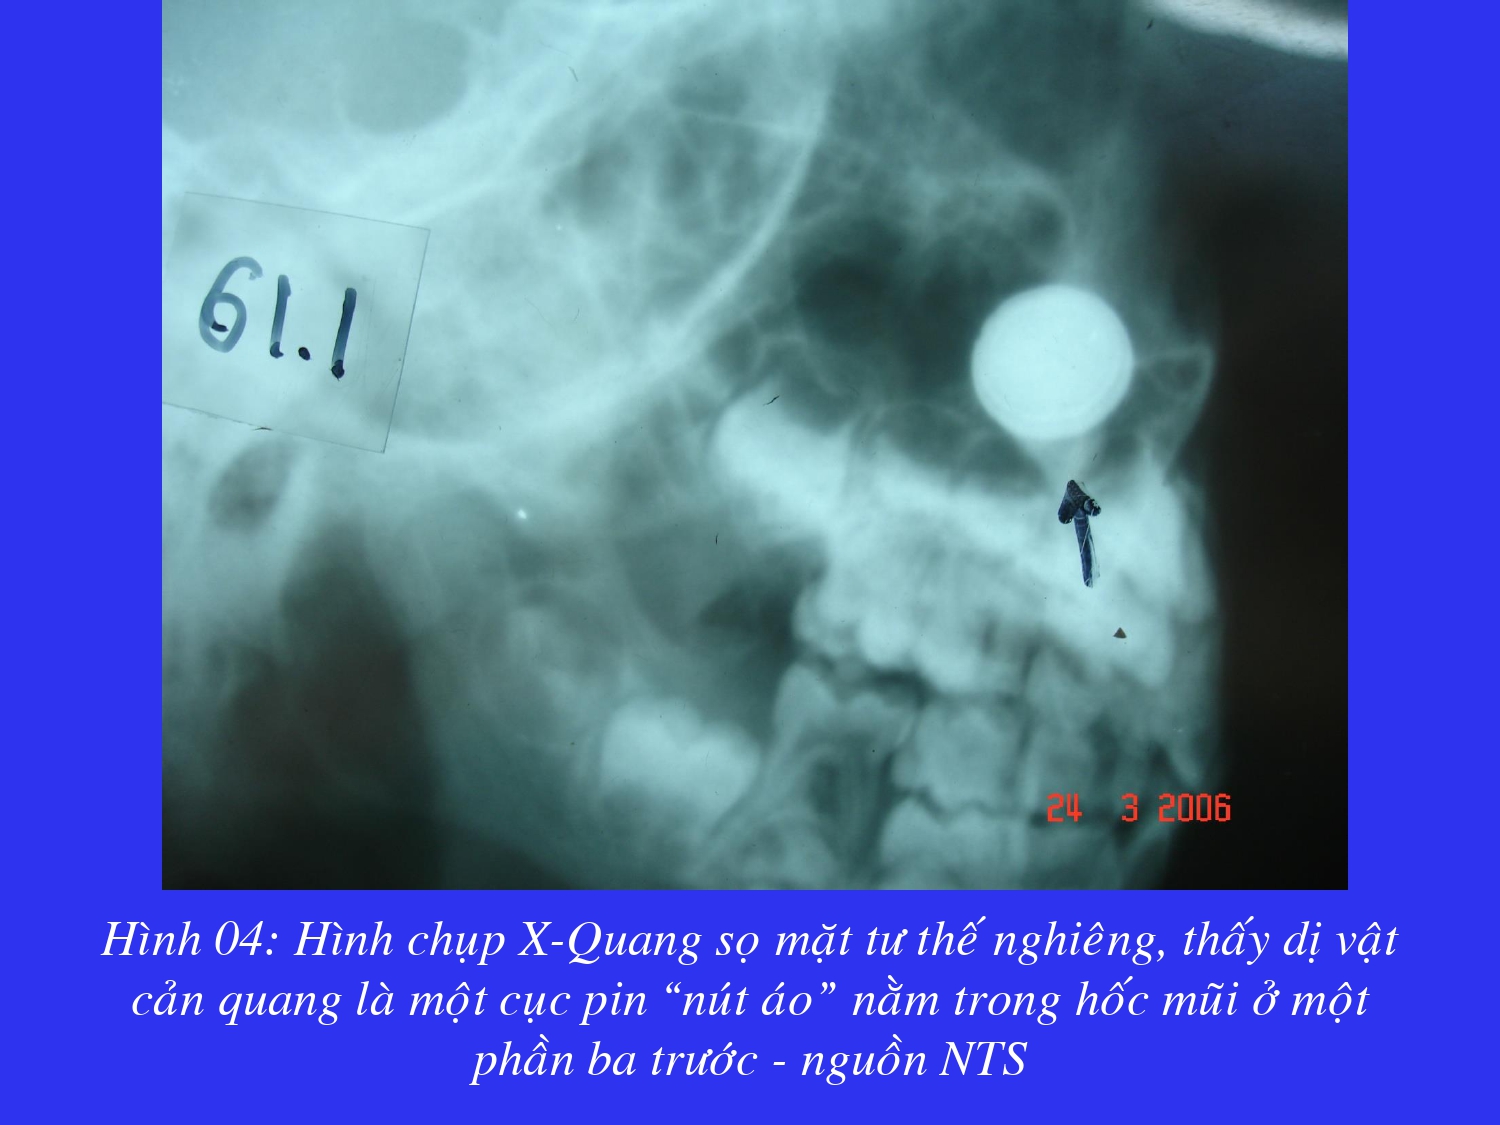 61.1
24 3 2006
Hình 04: Hình chụp X-Quang sọ mặt tư thế nghiêng, thấy dị vật
cản quang là một cục pin “nút áo” nằm trong hốc mũi ở một
phần ba trước - nguồn NTS